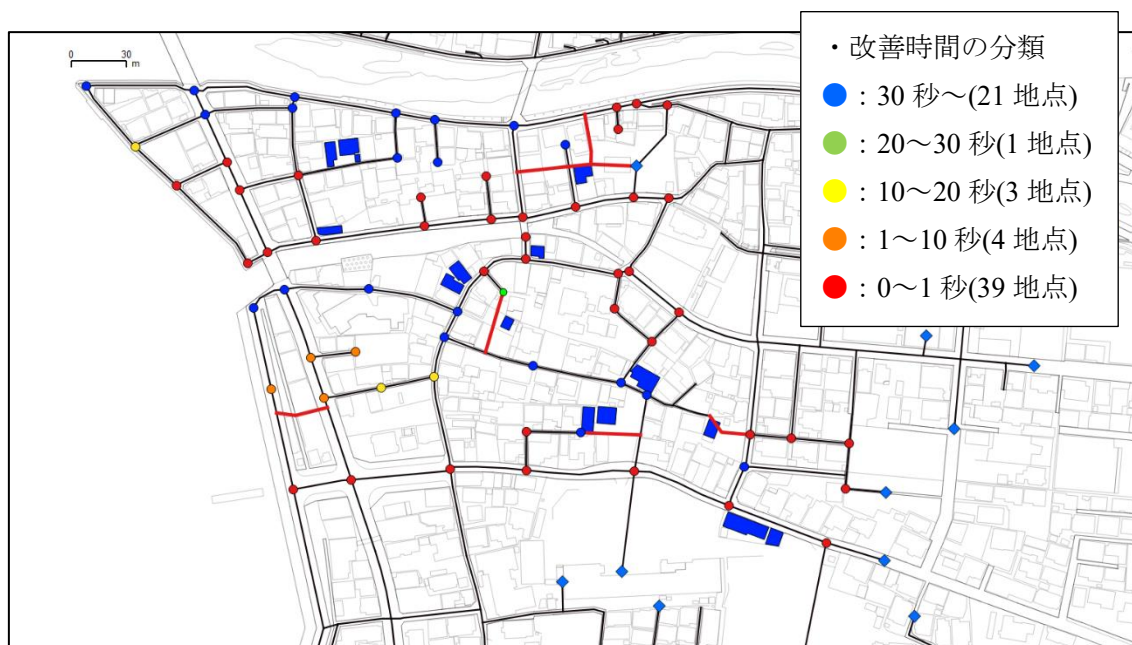 0 30
m
・改善時間の分類
：30 秒～(21 地点)
：20～30 秒(1 地点)
：10～20 秒(3 地点)
：1～10 秒(4 地点)
：0～1 秒(39 地点)